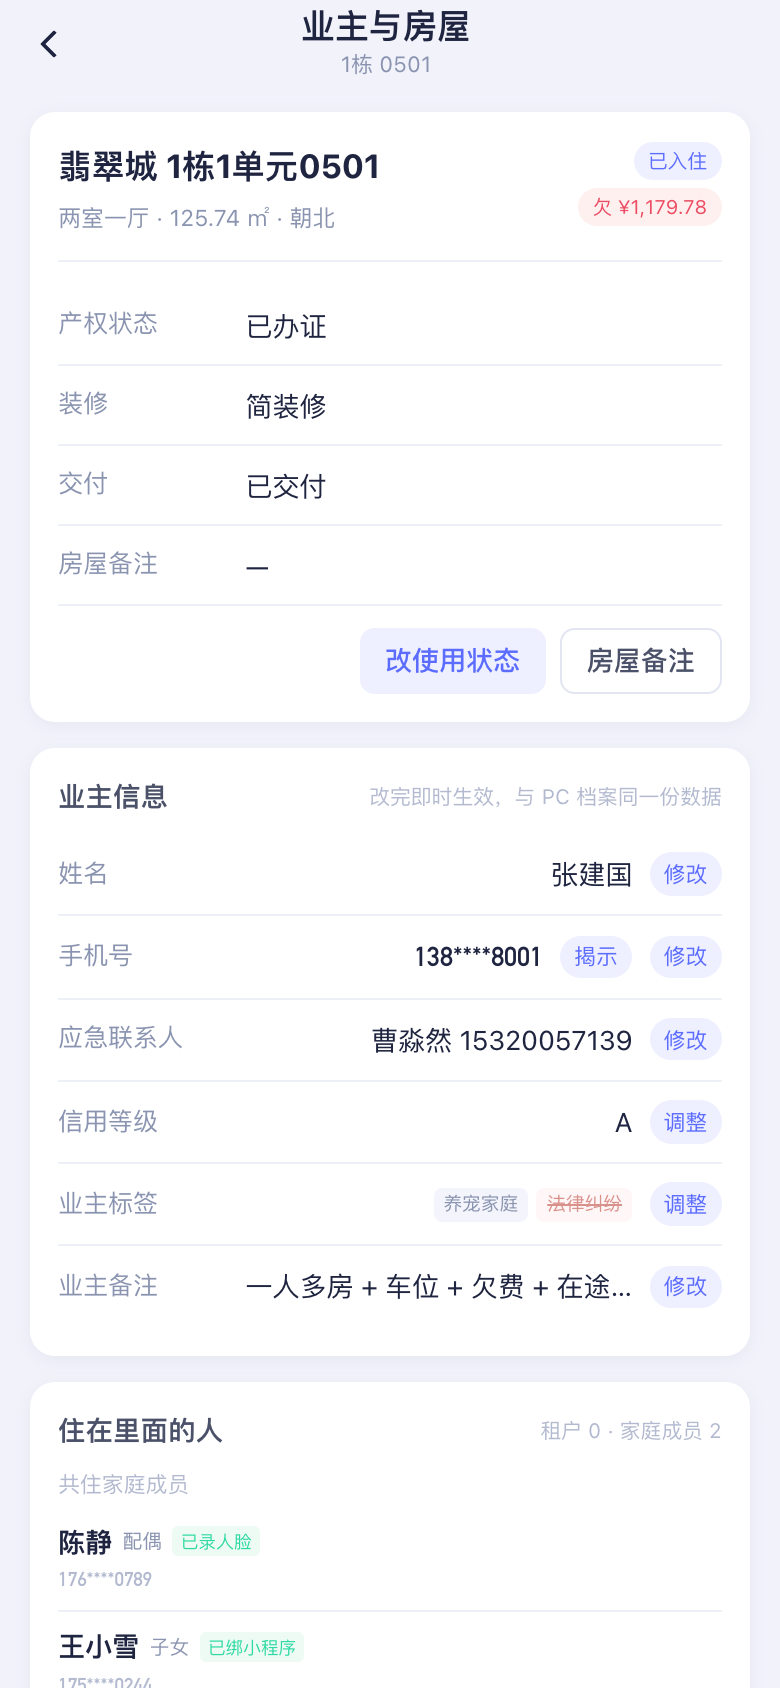 业主与房屋
1栋 0501
翡翠城 1栋1单元0501
已入住
两室一厅 · 125.74 ㎡ · 朝北
欠 ¥1,179.78
产权状态 已办证
装修 简装修
交付 已交付
房屋备注 —
改使用状态 房屋备注
业主信息 改完即时生效，与 PC 档案同一份数据
姓名 张建国 修改
手机号 138****8001 揭示 修改
应急联系人 曹淼然 15320057139 修改
信用等级 A 调整
业主标签 养宠家庭 法律纠纷 调整
业主备注 一人多房 + 车位 + 欠费 + 在途... 修改
住在里面的人 租户 0 · 家庭成员 2
共住家庭成员
陈静 配偶 已录人脸
176****0789
王小雪 子女 已绑小程序
175****0244